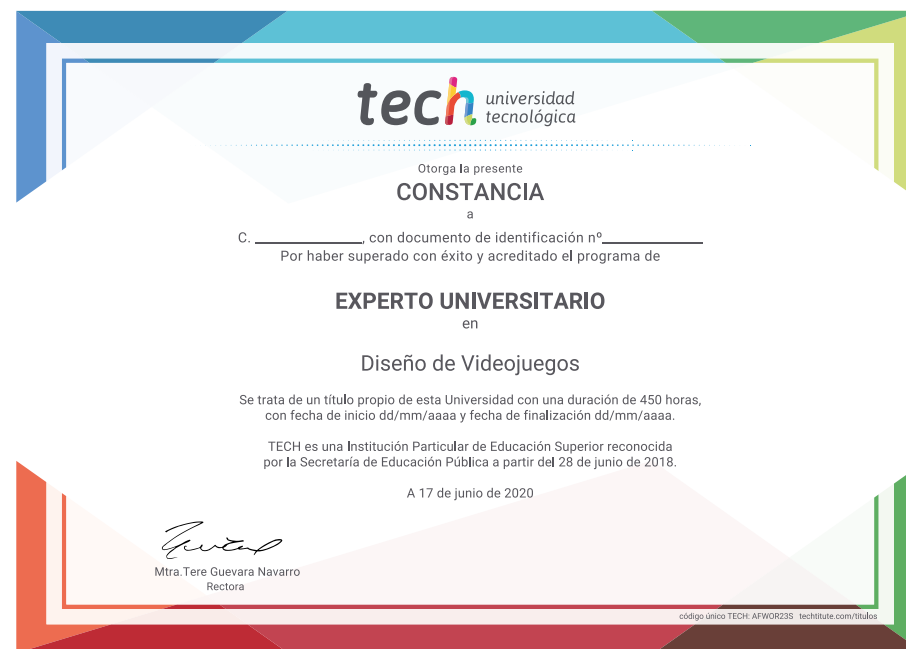 tech universidad
tecnológica
Otorga la presente
CONSTANCIA
a
C. ______________, con documento de identificación nº_____________
Por haber superado con éxito y acreditado el programa de
EXPERTO UNIVERSITARIO
en
Diseño de Videojuegos
Se trata de un título propio de esta Universidad con una duración de 450 horas,
con fecha de inicio dd/mm/aaaa y fecha de finalización dd/mm/aaaa.
TECH es una Institución Particular de Educación Superior reconocida
por la Secretaría de Educación Pública a partir del 28 de junio de 2018.
A 17 de junio de 2020
Mtra.Tere Guevara Navarro
Rectora
código único TECH: AFWOR23S techtitute.com/titulos